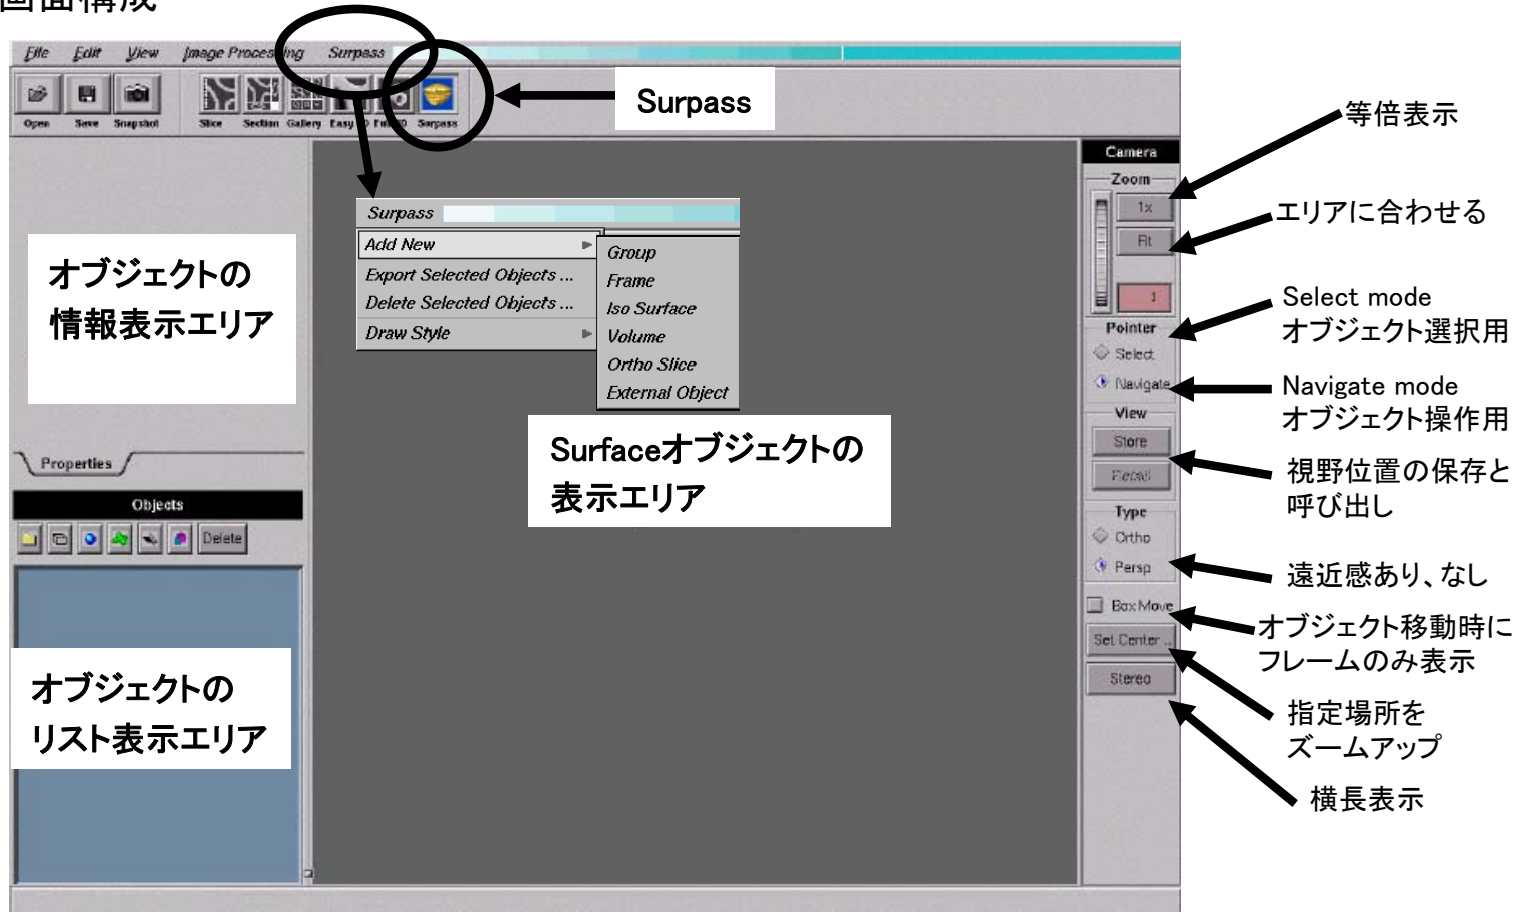 画面構成
File Edit View Image Processing Surpass
Open Save Snapshot Slice Section Gallery Surpass
Surpass
等倍表示
Camera
Zoom
1x
エリアに合わせる
Fit
1
Surpass
Add New
Export Selected Objects ...
Delete Selected Objects ...
Draw Style
Group
Frame
Iso Surface
Volume
Ortho Slice
External Object
オブジェクトの
情報表示エリア
Select mode
オブジェクト選択用
Pointer
Select
Navigate
Navigate mode
オブジェクト操作用
View
Store
Recall
視野位置の保存と
呼び出し
Surfaceオブジェクトの
表示エリア
Properties
Objects
Delete
Type
Ortho
Persp
遠近感あり、なし
Box Move
オブジェクト移動時に
フレームのみ表示
Set Center ..
Stereo
オブジェクトの
リスト表示エリア
指定場所を
ズームアップ
横長表示